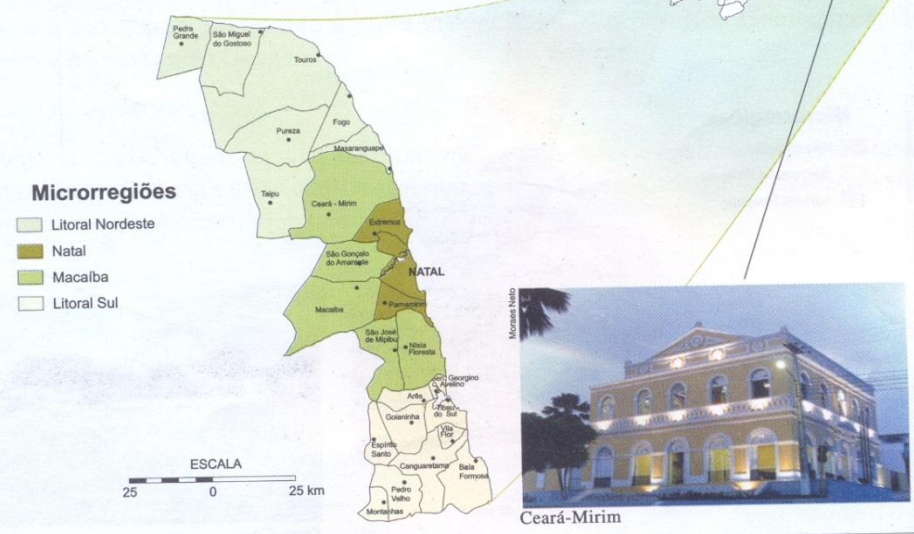 Pedra
Grande
São Miguel
do Gostoso
Touros
Fogo
Pureza
Maxaranguape
Taipu
Ceará - Mirim
Extremoz
São Gonçalo
do Amarante
NATAL
Macaíba
Parnamirim
São José
de Mipibu
Nísia
Floresta
Georgino
Avelino
Arês
Tibau
do Sul
Goianinha
Vila
Flor
Espírito
Santo
Canguaretama
Baía
Formosa
Pedro
Velho
Montanhas
Microrregiões
Litoral Nordeste
Natal
Macaíba
Litoral Sul
ESCALA
25 0 25 km
Moraes Neto
Ceará-Mirim